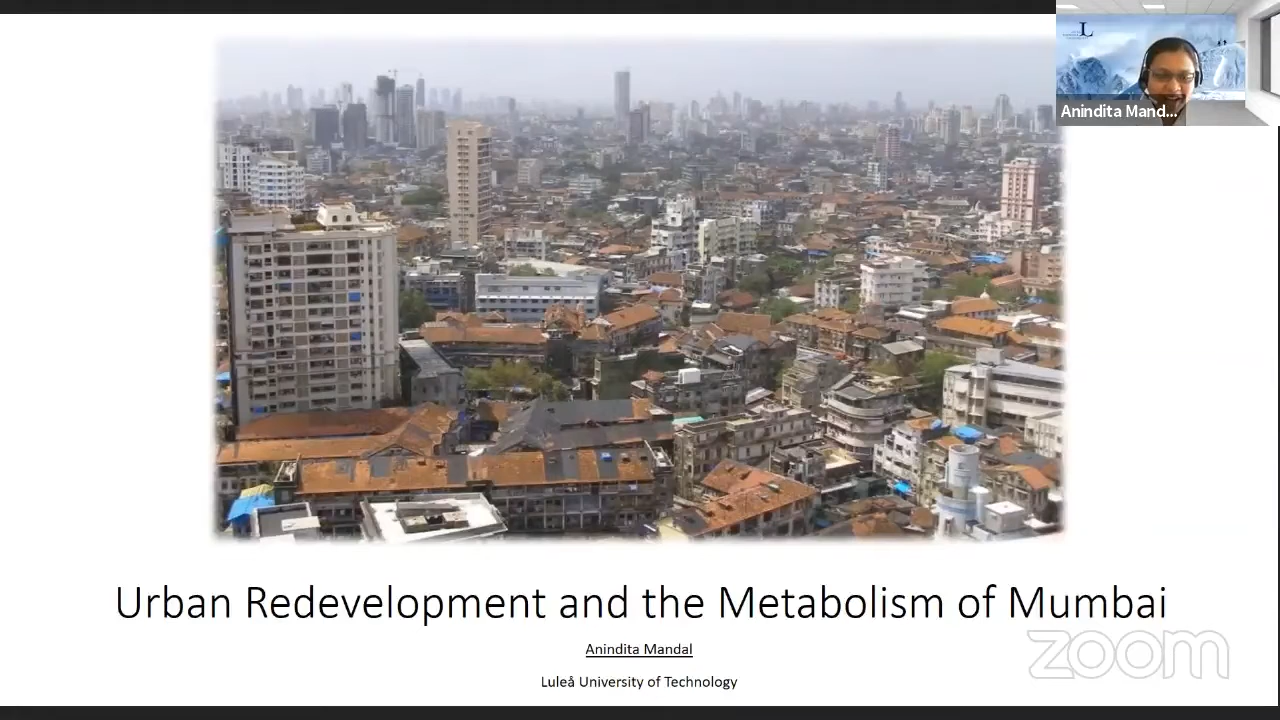 Anindita Mand...
Urban Redevelopment and the Metabolism of Mumbai
Anindita Mandal
zoom
Luleå University of Technology